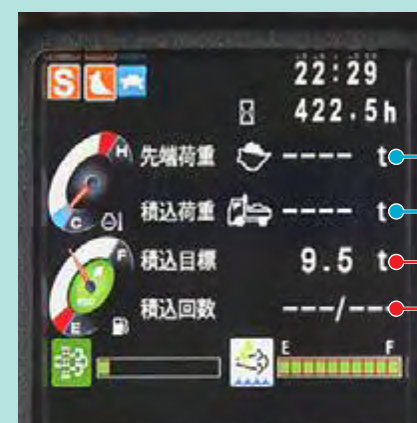 S
22:29
422.5h
H
先端荷重 ---- t
C
積込荷重 ---- t
F
積込目標 9.5 t
eco
E
積込回数 ---/--
E F